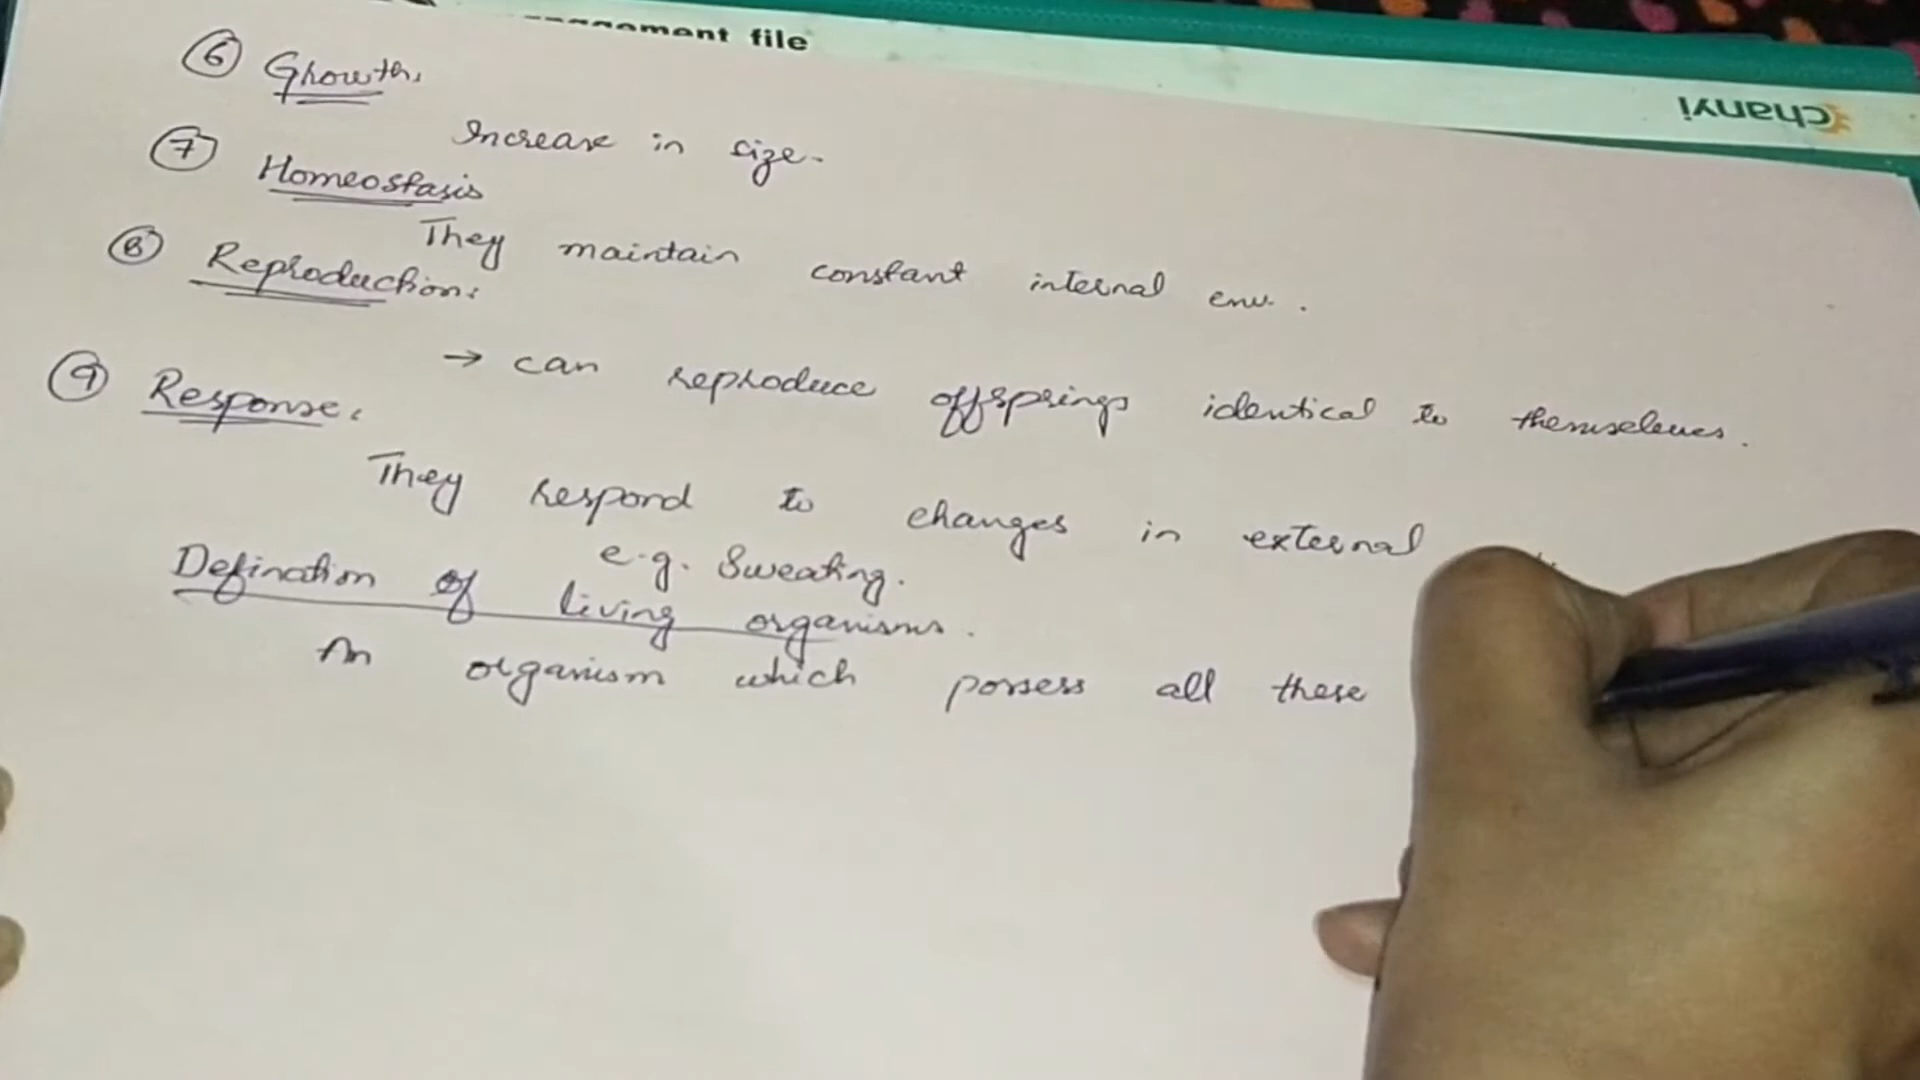 agement file
chanyi
⑥ Growth:
Increase in size.
⑦ Homeostasis
They maintain constant internal env.
⑧ Reproduction:
→ can reproduce offsprings identical to themselves.
⑨ Response:
They respond to changes in external
e.g. Sweating.
Defination of living organisms.
An organism which possess all these